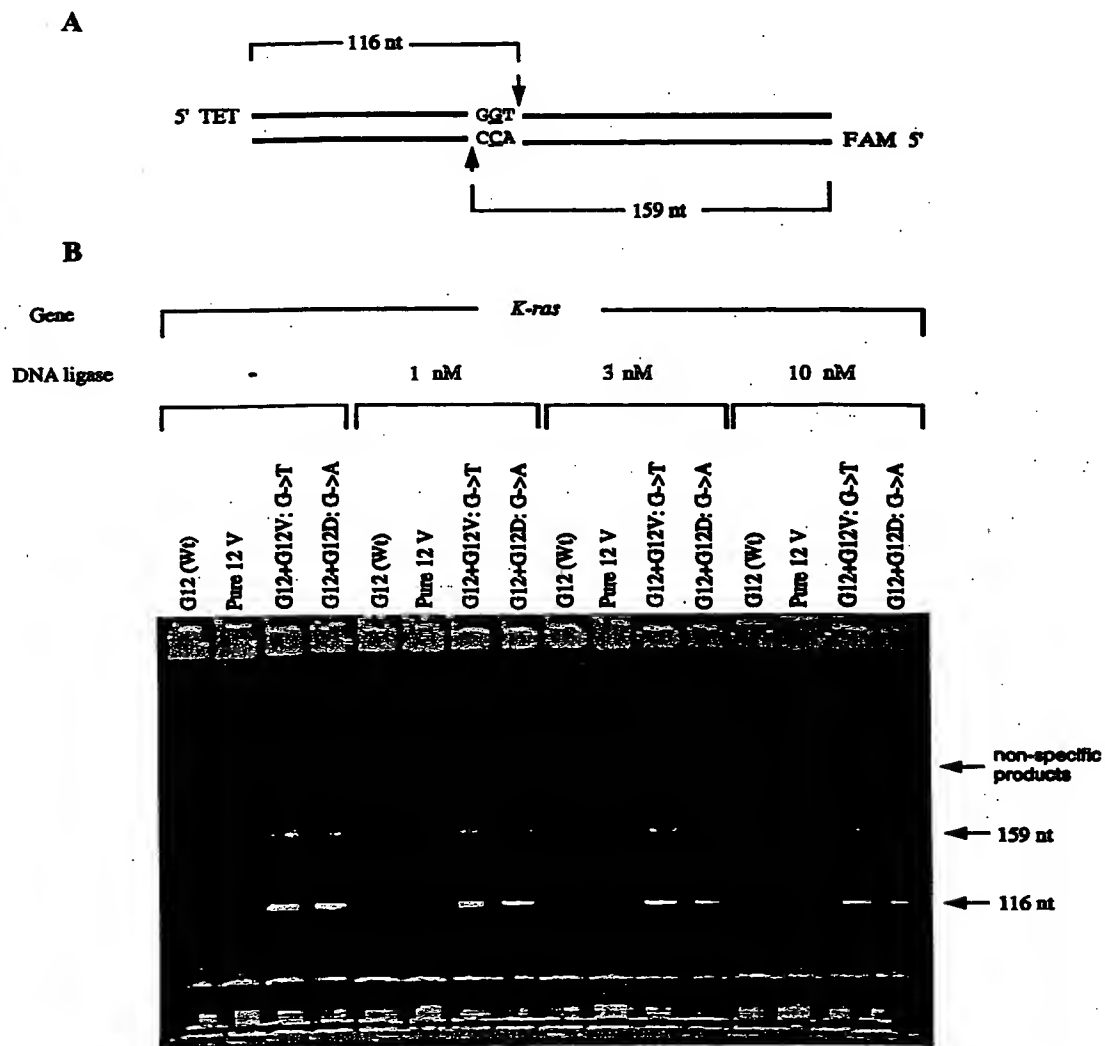 A
116 nt
5' TET
GGT
CCA
FAM 5'
159 nt
B
Gene
K-ras
DNA ligase
-
1 nM
3 nM
10 nM
G12 (Wt)
Pure 12 V
G12+G12V: G->T
G12+G12D: G->A
G12 (Wt)
Pure 12 V
G12+G12V: G->T
G12+G12D: G->A
G12 (Wt)
Pure 12 V
G12+G12V: G->T
G12+G12D: G->A
G12 (Wt)
Pure 12 V
G12+G12V: G->T
G12+G12D: G->A
non-specific
products
159 nt
116 nt